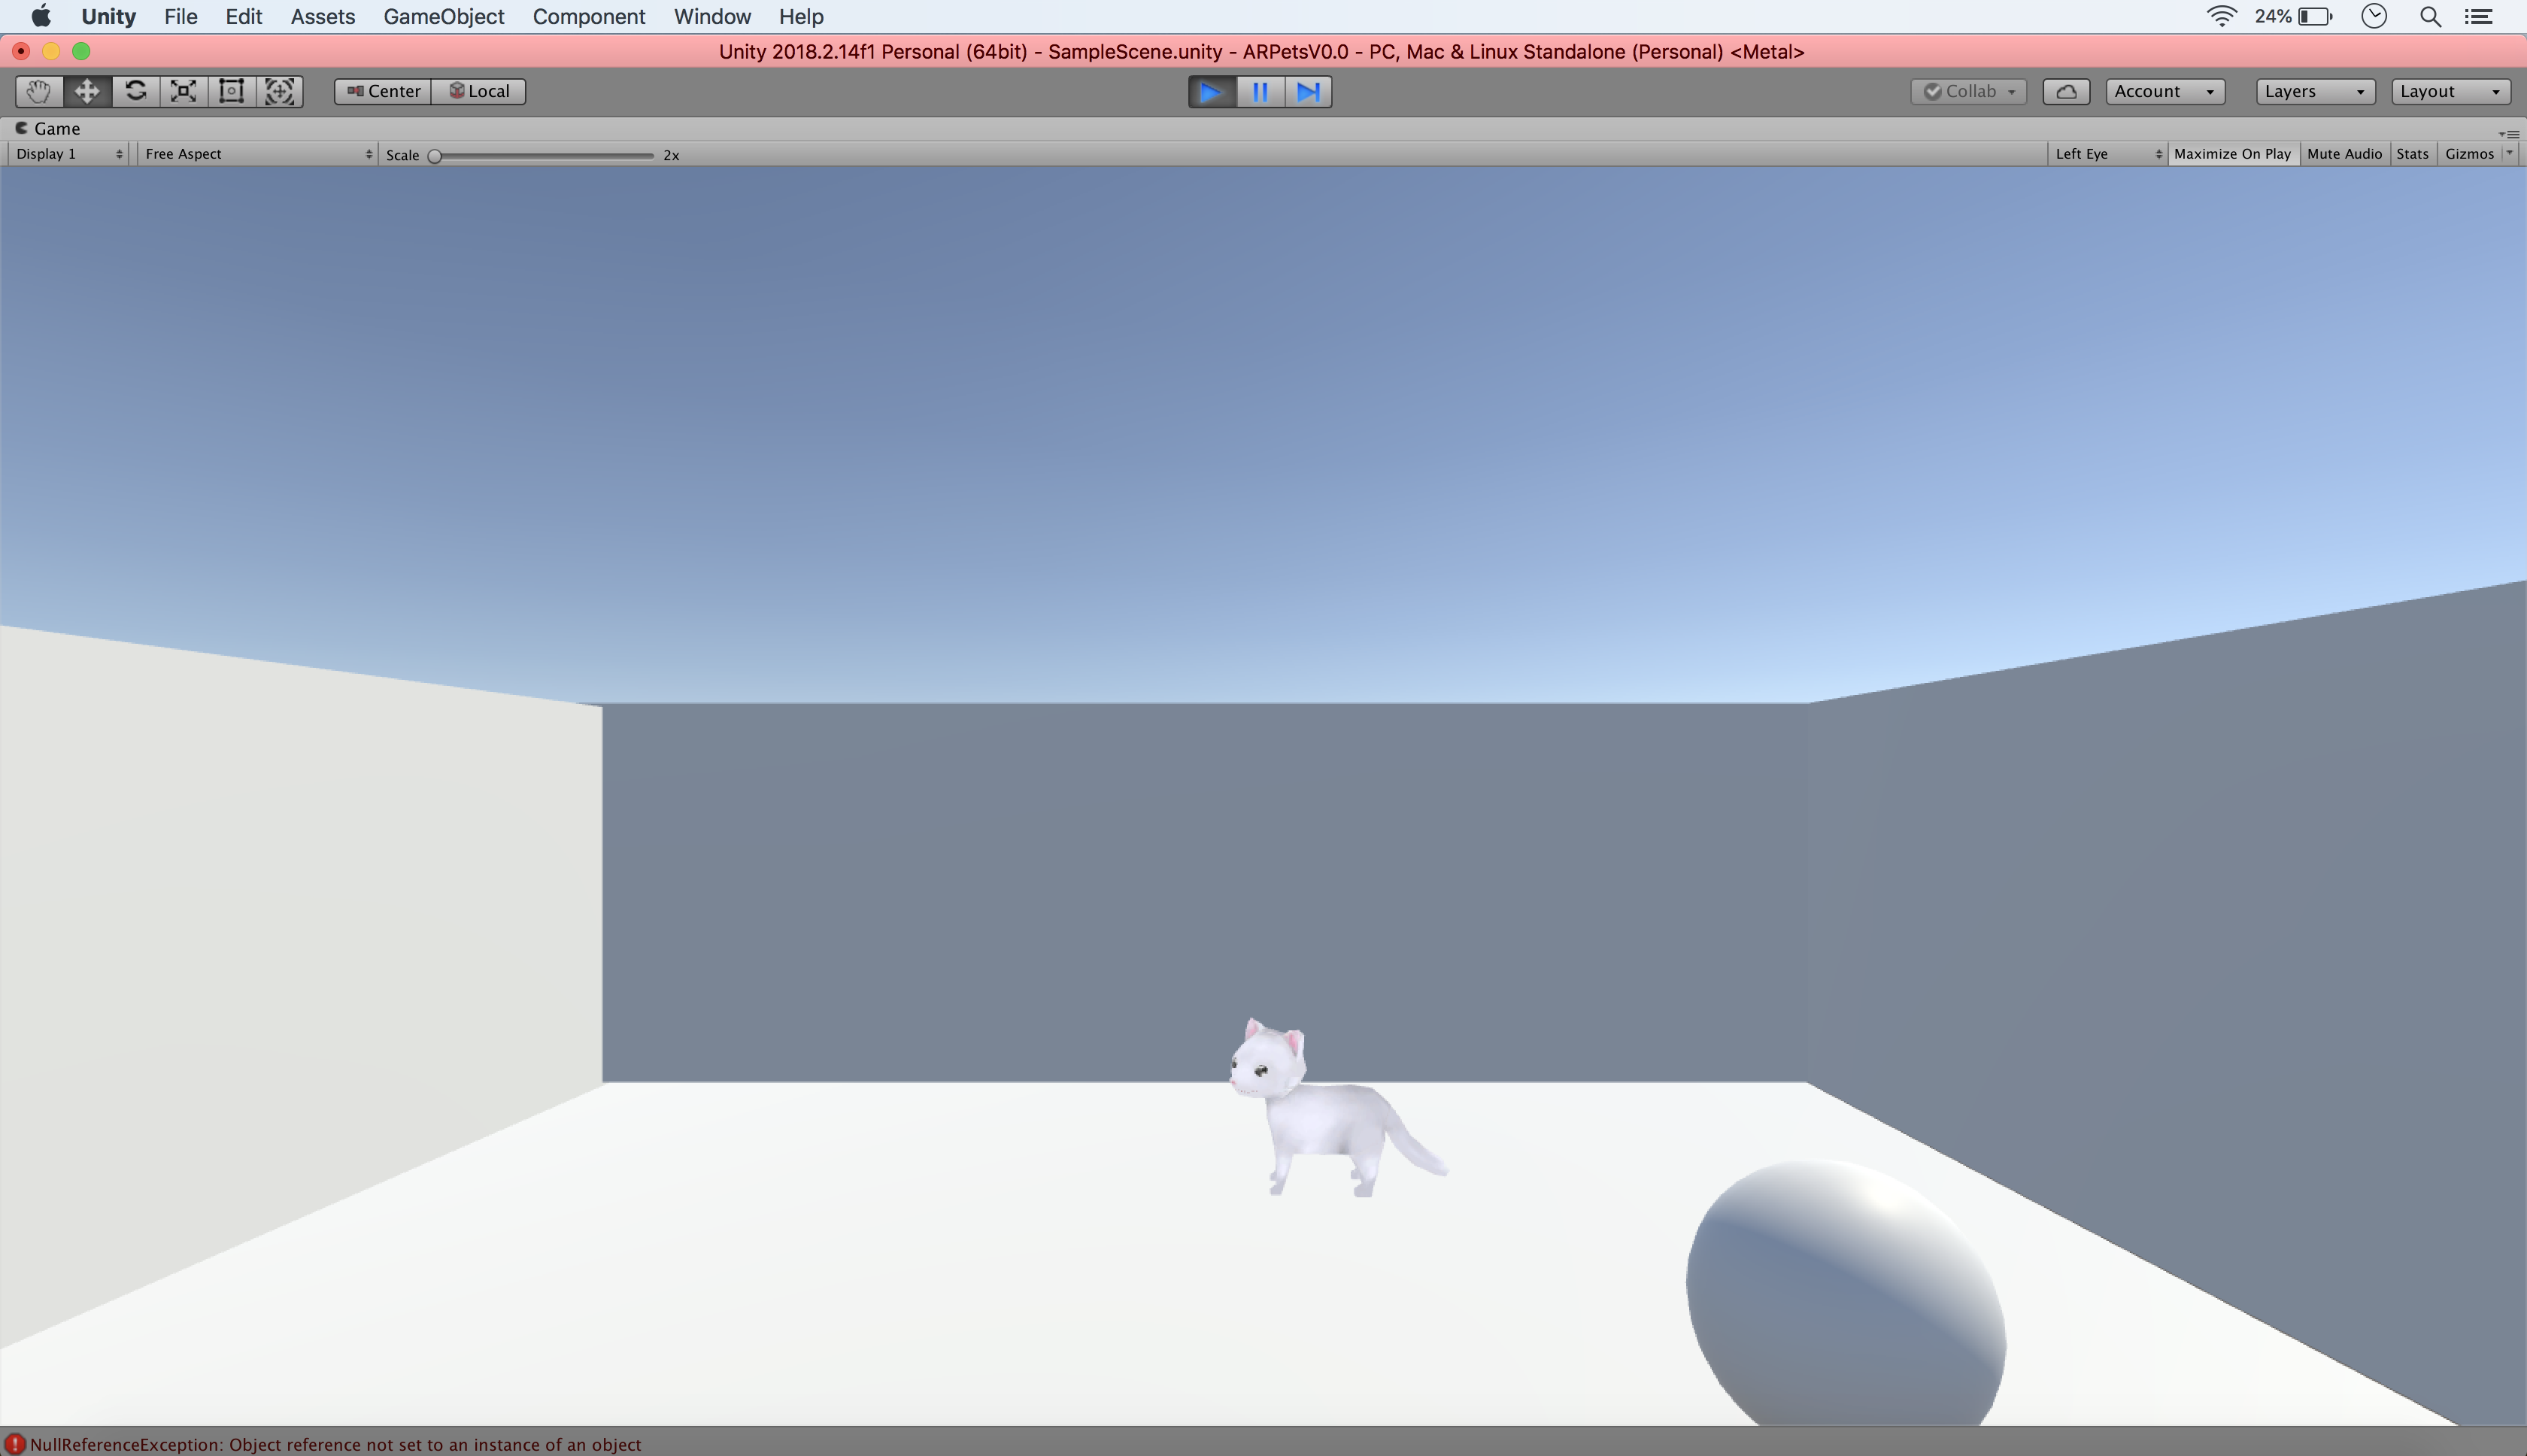 Unity File Edit Assets GameObject Component Window Help 24%
Unity 2018.2.14f1 Personal (64bit) - SampleScene.unity - ARPetsV0.0 - PC, Mac & Linux Standalone (Personal) <Metal>
Center Local Collab Account Layers Layout
Game
Display 1 Free Aspect Scale 2x Left Eye Maximize On Play Mute Audio Stats Gizmos
NullReferenceException: Object reference not set to an instance of an object